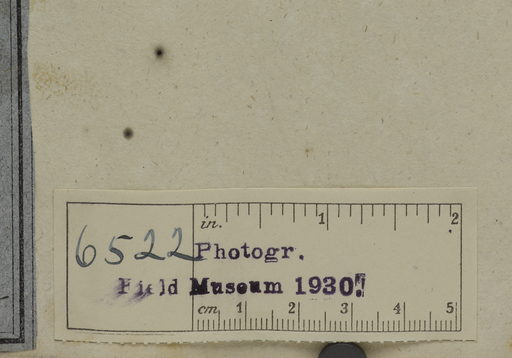 in. 1 2
6522 Photogr.
Field Museum 1930!
cm. 1 2 3 4 5